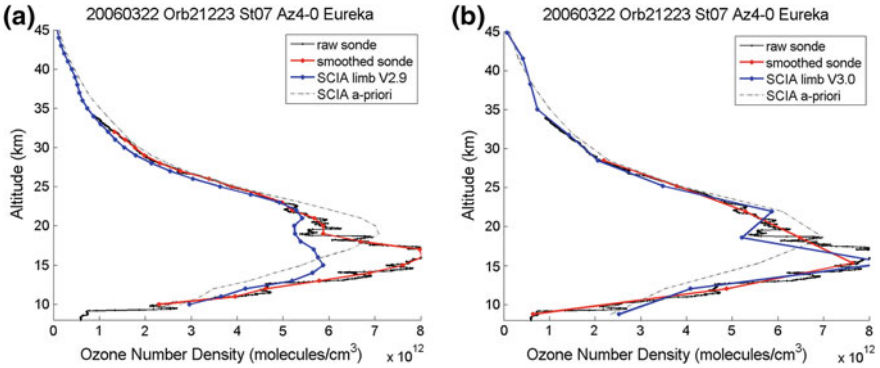 (a)
20060322 Orb21223 St07 Az4-0 Eureka
raw sonde
smoothed sonde
SCIA limb V2.9
SCIA a-priori
Altitude (km)
45
40
35
30
25
20
15
10
0 1 2 3 4 5 6 7 8
x 10^12
Ozone Number Density (molecules/cm^3)
(b)
20060322 Orb21223 St07 Az4-0 Eureka
raw sonde
smoothed sonde
SCIA limb V3.0
SCIA a-priori
Altitude (km)
45
40
35
30
25
20
15
10
0 1 2 3 4 5 6 7 8
x 10^12
Ozone Number Density (molecules/cm^3)